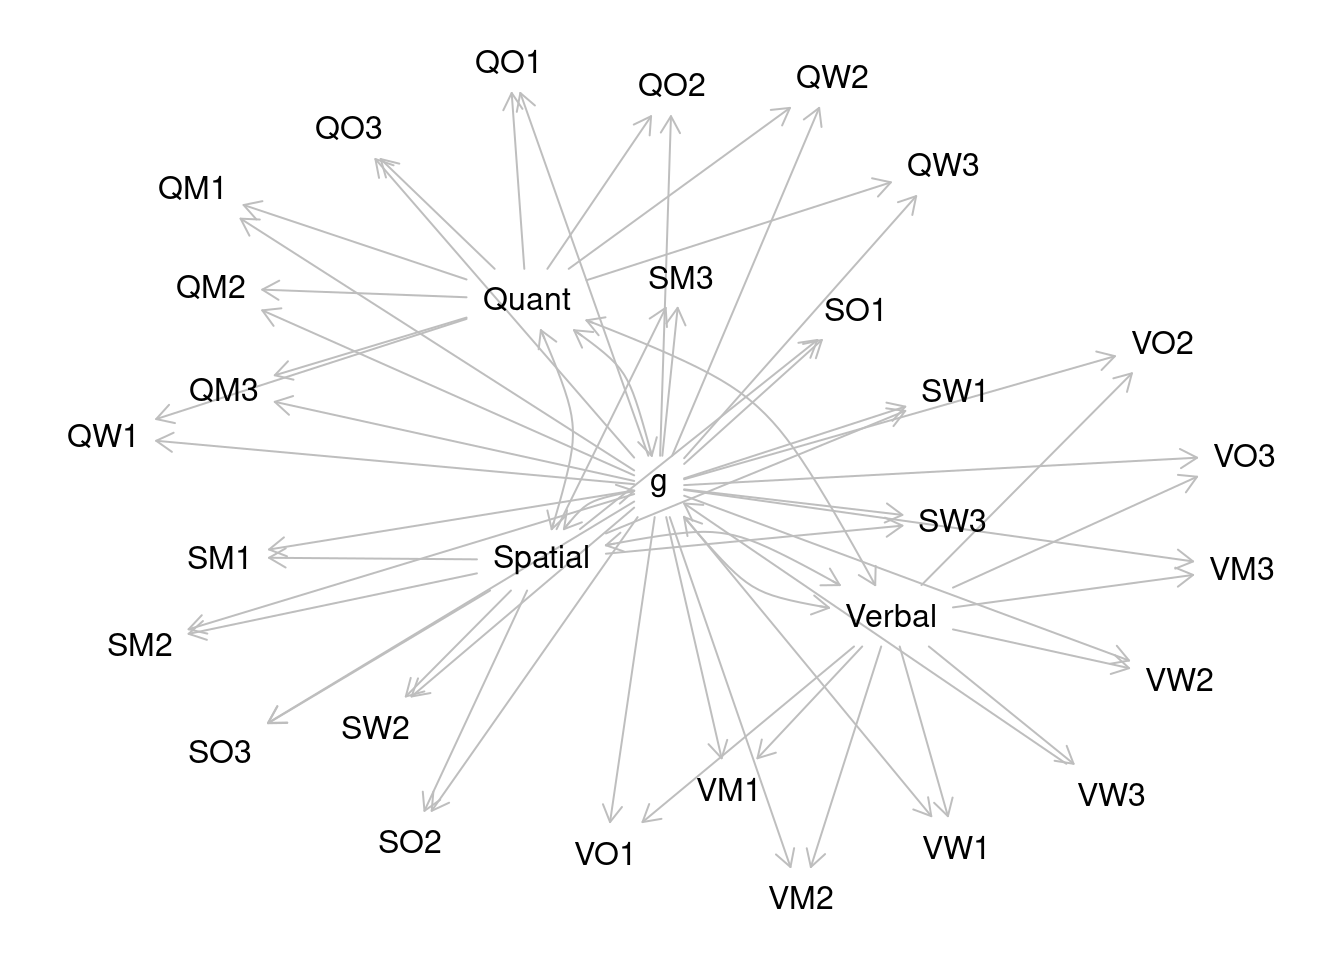 QO1
QW2
QO2
QO3
QW3
QM1
SM3
QM2
Quant
SO1
VO2
QM3
SW1
QW1
VO3
g
SW3
SM1
Spatial
VM3
Verbal
SM2
VW2
SW2
SO3
VM1
VW3
SO2
VW1
VO1
VM2